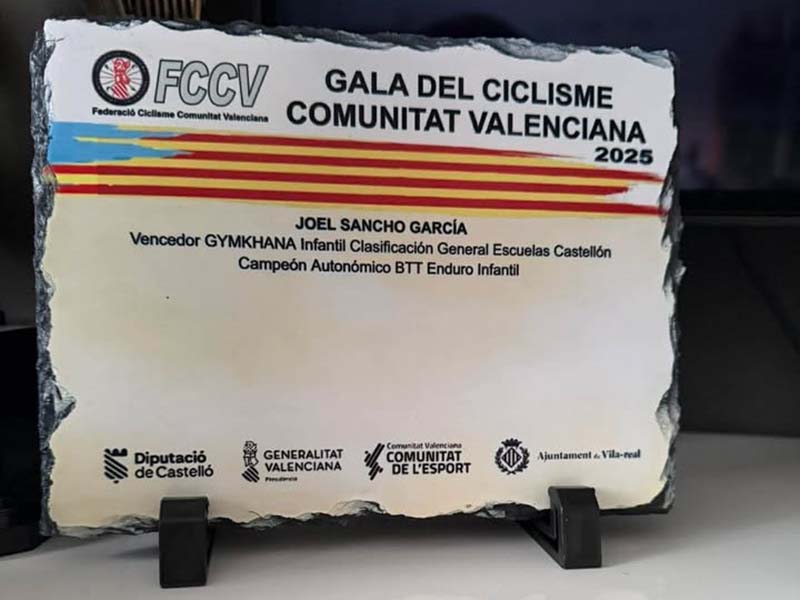 FCCV
Federació Ciclisme Comunitat Valenciana
GALA DEL CICLISME
COMUNITAT VALENCIANA
2025
JOEL SANCHO GARCÍA
Vencedor GYMKHANA Infantil Clasificación General Escuelas Castellón
Campeón Autonómico BTT Enduro Infantil
Diputació
de Castelló
GENERALITAT
VALENCIANA
Presidència
Comunitat Valenciana
COMUNITAT
DE L'ESPORT
Ajuntament de Vila-real